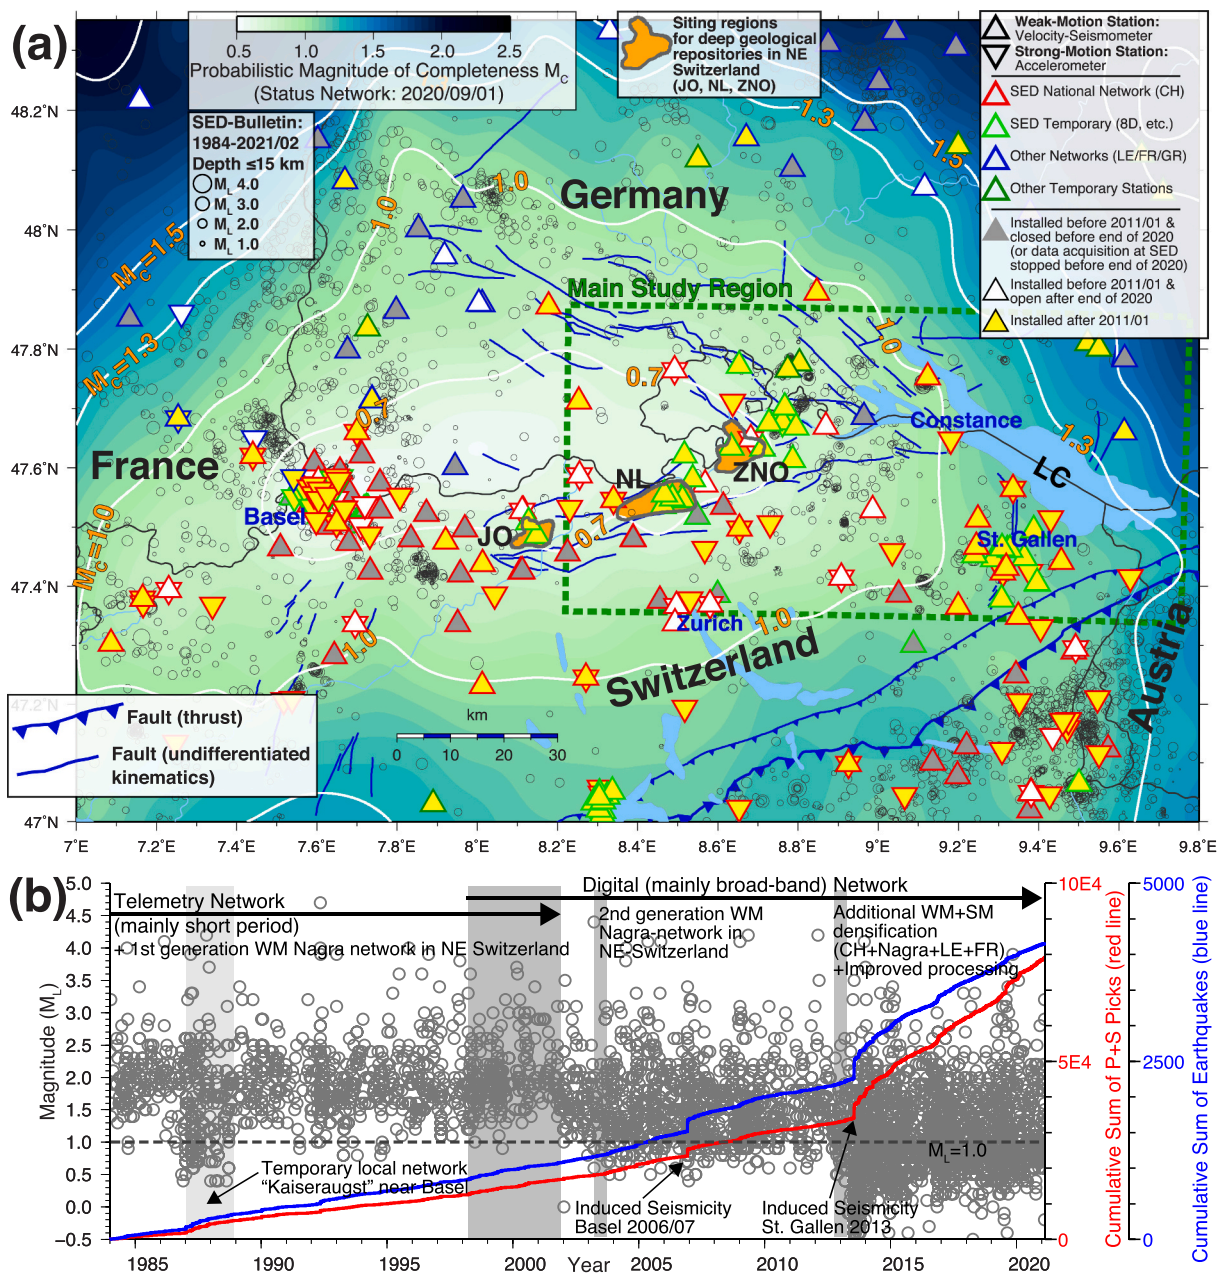 (a)
0.5 1.0 1.5 2.0 2.5
Probabilistic Magnitude of Completeness MC
(Status Network: 2020/09/01)
Siting regions
for deep geological
repositories in NE
Switzerland
(JO, NL, ZNO)
Weak-Motion Station:
Velocity-Seismometer
Strong-Motion Station:
Accelerometer
SED National Network (CH)
SED Temporary (8D, etc.)
Other Networks (LE/FR/GR)
Other Temporary Stations
Installed before 2011/01 &
closed before end of 2020
(or data acquisition at SED
stopped before end of 2020)
Installed before 2011/01 &
open after end of 2020
Installed after 2011/01
SED-Bulletin:
1984-2021/02
Depth ≤15 km
ML 4.0
ML 3.0
ML 2.0
ML 1.0
48.2°N
48°N
47.8°N
47.6°N
47.4°N
47.2°N
47°N
1.3
1.5
1.0
1.0
Germany
MC=1.5
MC=1.3
Main Study Region
1.0
0.7
0.7
Constance
1.3
France
ZNO
NL
LC
MC=1.0
Basel
JO
0.7
St. Gallen
Zurich
1.0
1.0
Switzerland
Austria
Fault (thrust)
Fault (undifferentiated
kinematics)
km
0 10 20 30
7°E 7.2°E 7.4°E 7.6°E 7.8°E 8°E 8.2°E 8.4°E 8.6°E 8.8°E 9°E 9.2°E 9.4°E 9.6°E 9.8°E
(b)
5.0
4.5
4.0
3.5
3.0
2.5
2.0
1.5
1.0
0.5
0.0
−0.5
Magnitude (ML)
Telemetry Network
(mainly short period)
+ 1st generation WM Nagra network in NE Switzerland
Digital (mainly broad-band) Network
2nd generation WM
Nagra-network in
NE-Switzerland
Additional WM+SM
densification
(CH+Nagra+LE+FR)
+Improved processing
ML=1.0
Temporary local network
“Kaiseraugst” near Basel
Induced Seismicity
Basel 2006/07
Induced Seismicity
St. Gallen 2013
1985 1990 1995 2000 Year 2005 2010 2015 2020
10E4
5E4
0
Cumulative Sum of P+S Picks (red line)
5000
2500
0
Cumulative Sum of Earthquakes (blue line)